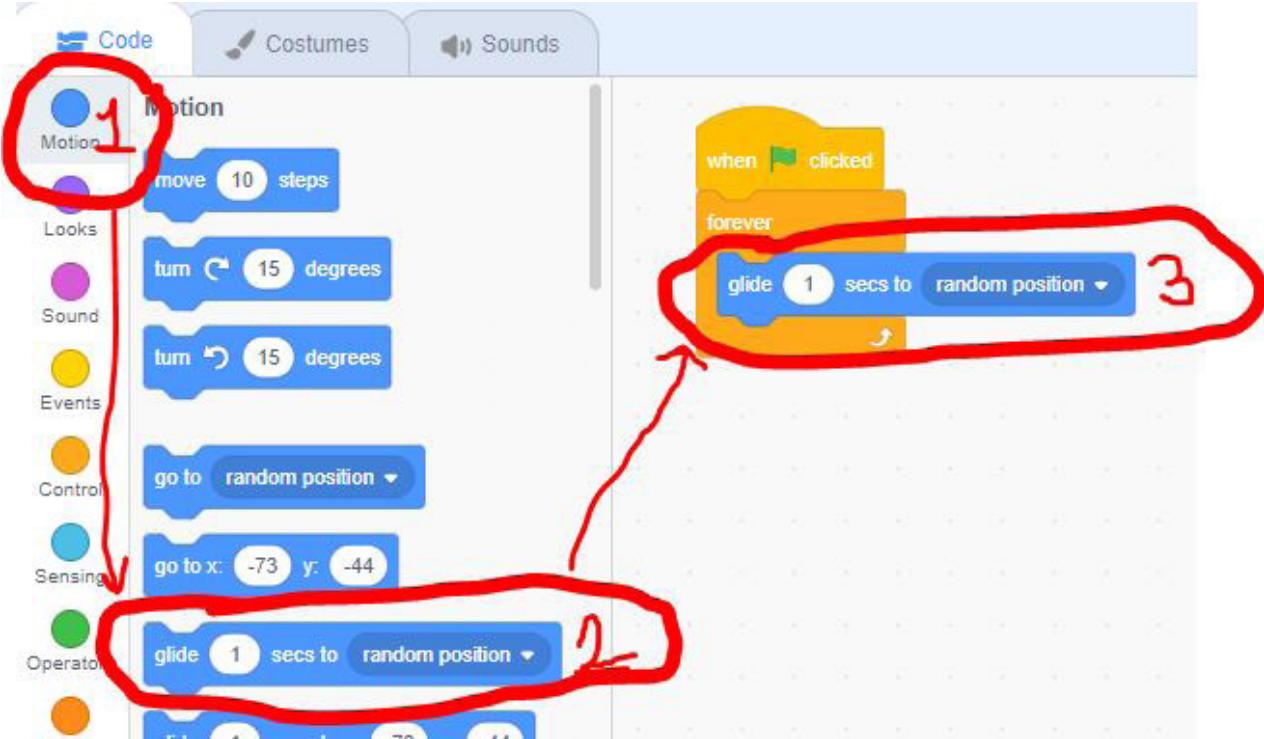 Code
Costumes
Sounds
Motion
Looks
Sound
Events
Control
Sensing
Operators
1
Motion
move 10 steps
turn 15 degrees
turn 15 degrees
go to random position
go to x: -73 y: -44
glide 1 secs to random position
2
when clicked
forever
glide 1 secs to random position
3